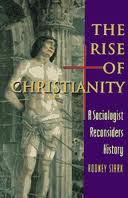 THE
RISE OF
CHRISTIANITY
A Sociologist
Reconsiders
History
RODNEY STARK